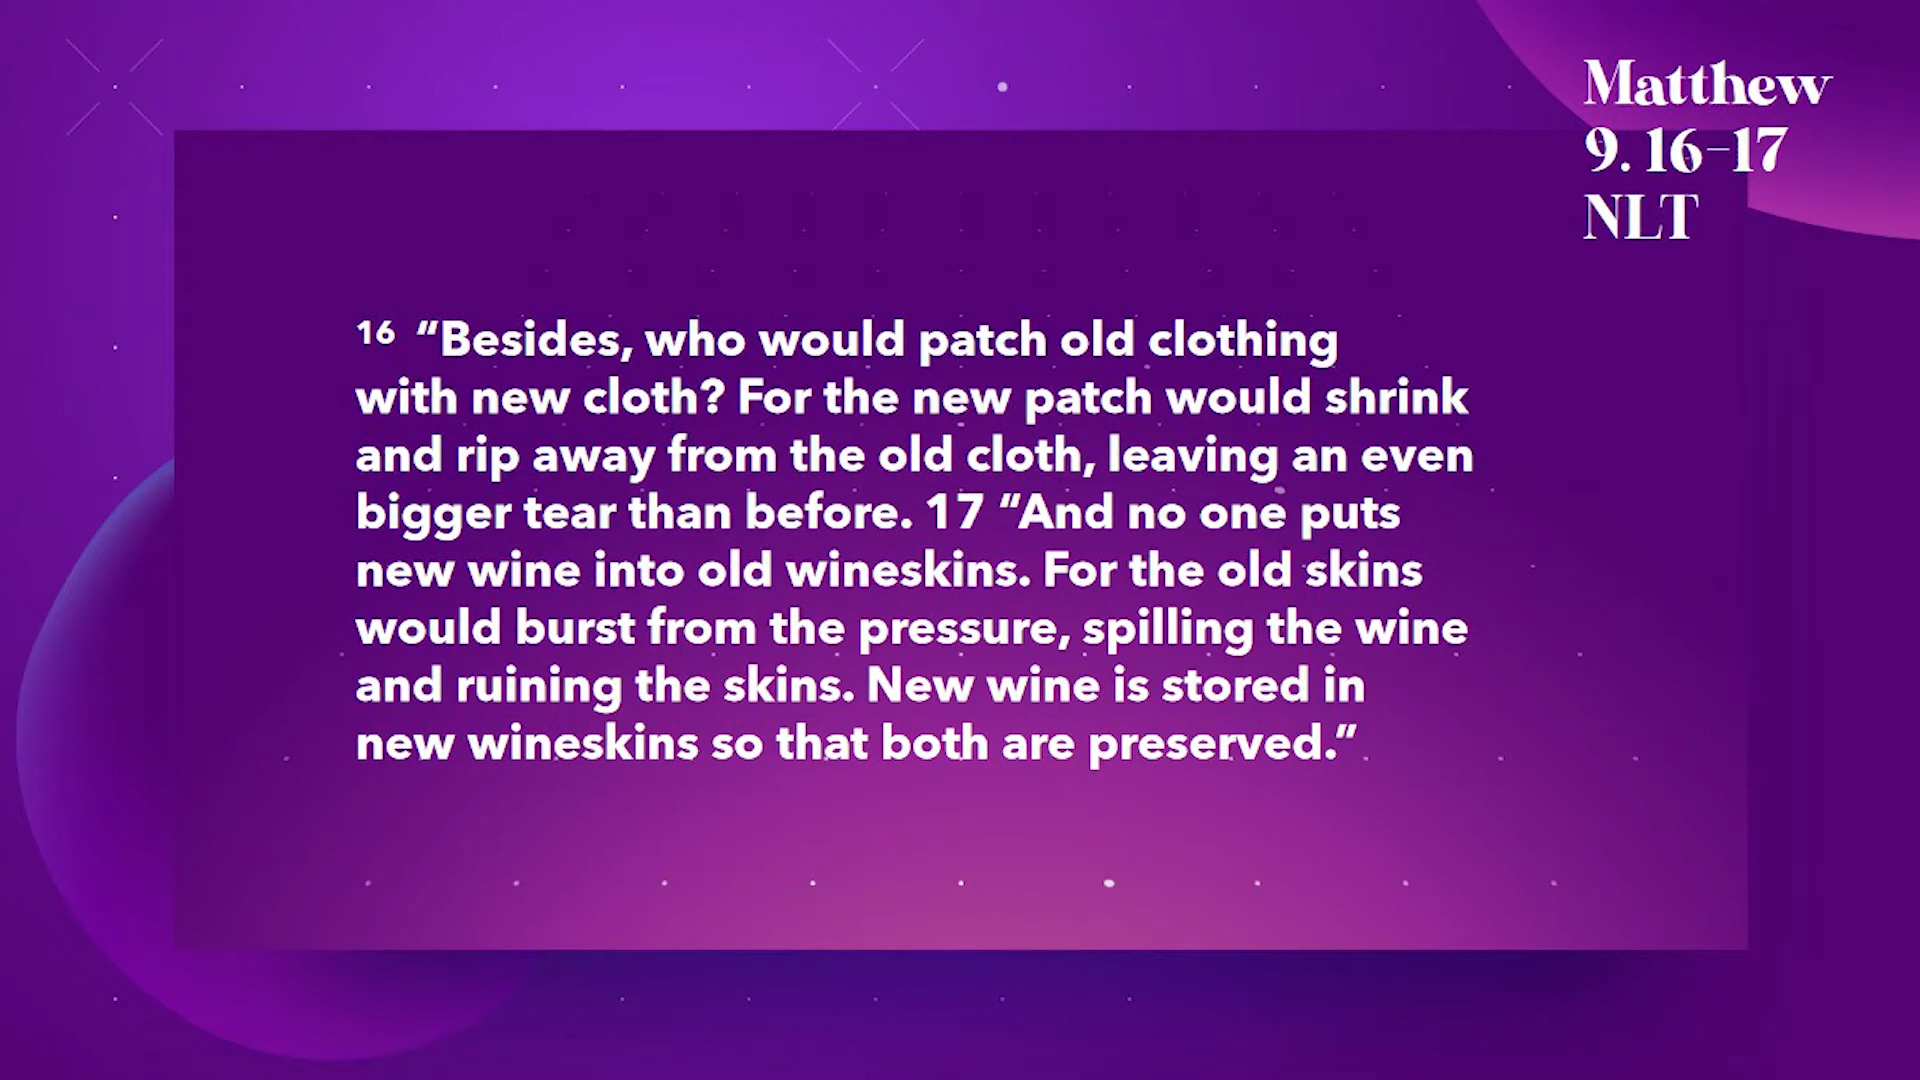 Matthew
9. 16–17
NLT
16 “Besides, who would patch old clothing
with new cloth? For the new patch would shrink
and rip away from the old cloth, leaving an even
bigger tear than before. 17 “And no one puts
new wine into old wineskins. For the old skins
would burst from the pressure, spilling the wine
and ruining the skins. New wine is stored in
new wineskins so that both are preserved.”